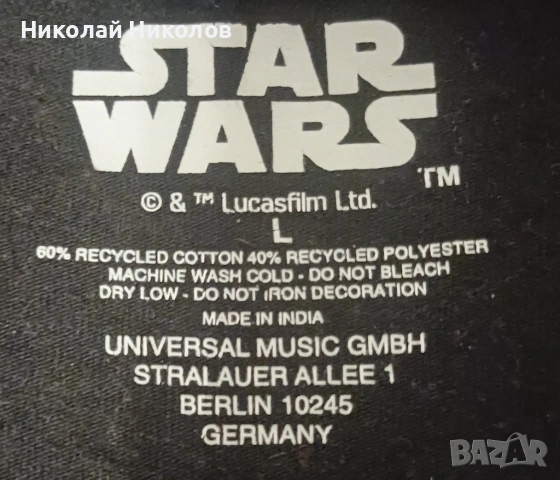 Николай Николов
STAR
WARS
TM
© & ™ Lucasfilm Ltd.
L
60% RECYCLED COTTON 40% RECYCLED POLYESTER
MACHINE WASH COLD - DO NOT BLEACH
DRY LOW - DO NOT IRON DECORATION
MADE IN INDIA
UNIVERSAL MUSIC GMBH
STRALAUER ALLEE 1
BERLIN 10245
GERMANY
BAZAR